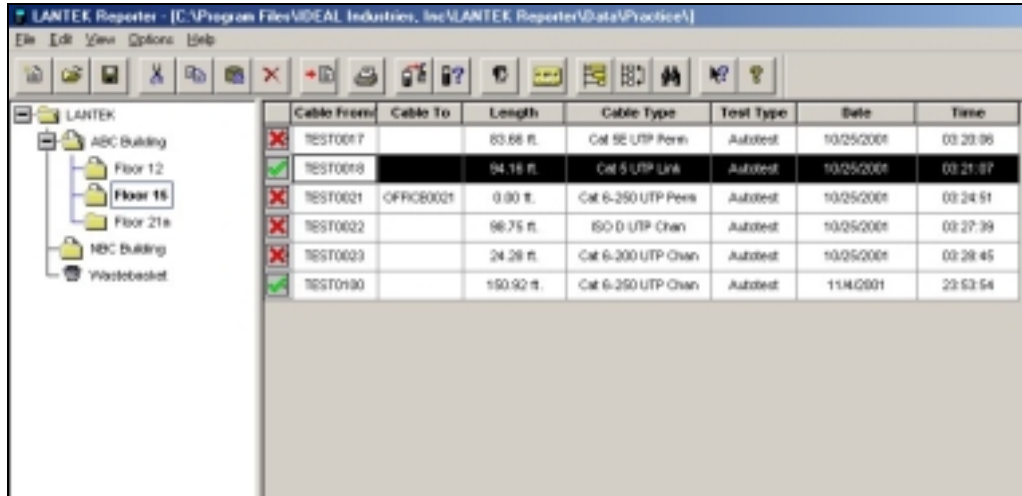 LANTEK Reporter - [C:\Program Files\IDEAL Industries, Inc\LANTEK Reporter\Data\Practice\]
File Edit View Options Help
LANTEK
ABC Building
Floor 12
Floor 15
Floor 21a
NBC Building
Wastebasket
Cable From Cable To Length Cable Type Test Type Date Time
TEST0017 83.66 ft. Cat 5E UTP Perm Autotest 10/25/2001 03:20:06
TEST0018 94.16 ft. Cat 5 UTP Link Autotest 10/25/2001 03:21:07
TEST0021 OFFICE0021 0.00 ft. Cat 6-250 UTP Perm Autotest 10/25/2001 03:24:51
TEST0022 98.75 ft. ISO D UTP Chan Autotest 10/25/2001 03:27:39
TEST0023 24.28 ft. Cat 6-200 UTP Chan Autotest 10/25/2001 03:28:45
TEST0100 150.92 ft. Cat 6-250 UTP Chan Autotest 11/4/2001 23:53:54